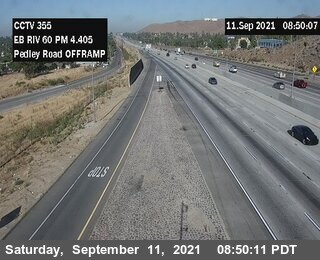 CCTV 355
EB RIV 60 PM 4.405
Pedley Road OFFRAMP
11.Sep 2021 08:50:07
STOP
Saturday, September 11, 2021 08:50:11 PDT